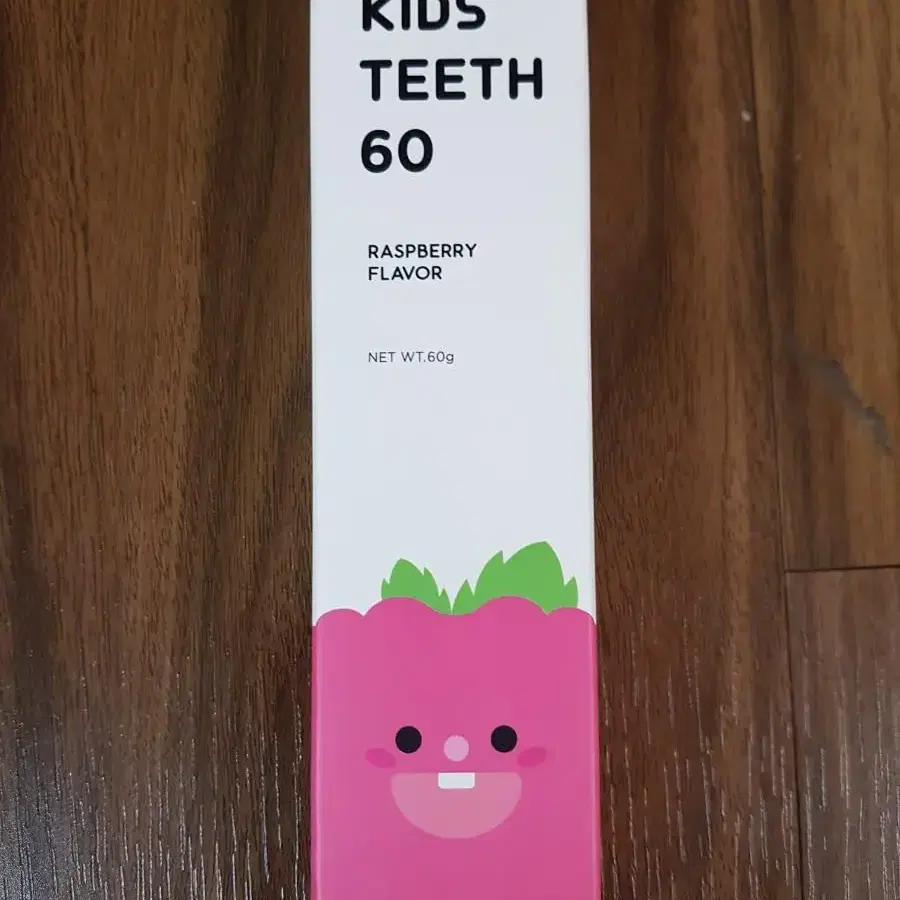 KIDS
TEETH
60
RASPBERRY
FLAVOR
NET WT.60g